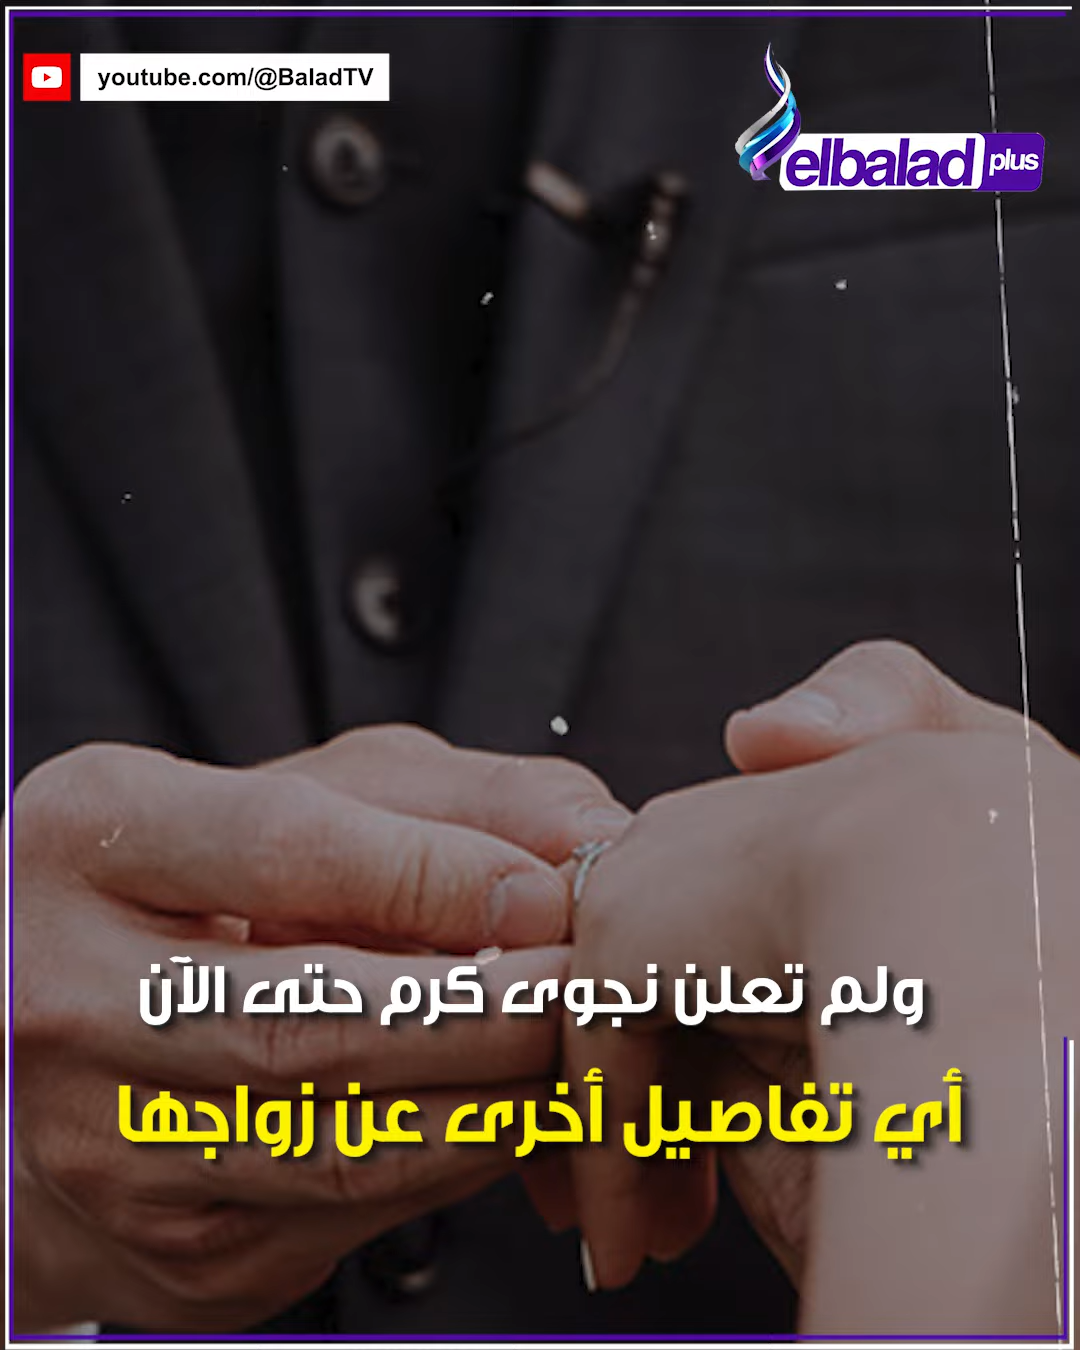 youtube.com/@BaladTV
elbalad plus
ولم تعلن نجوى كرم حتى الآن
أي تفاصيل أخرى عن زواجها